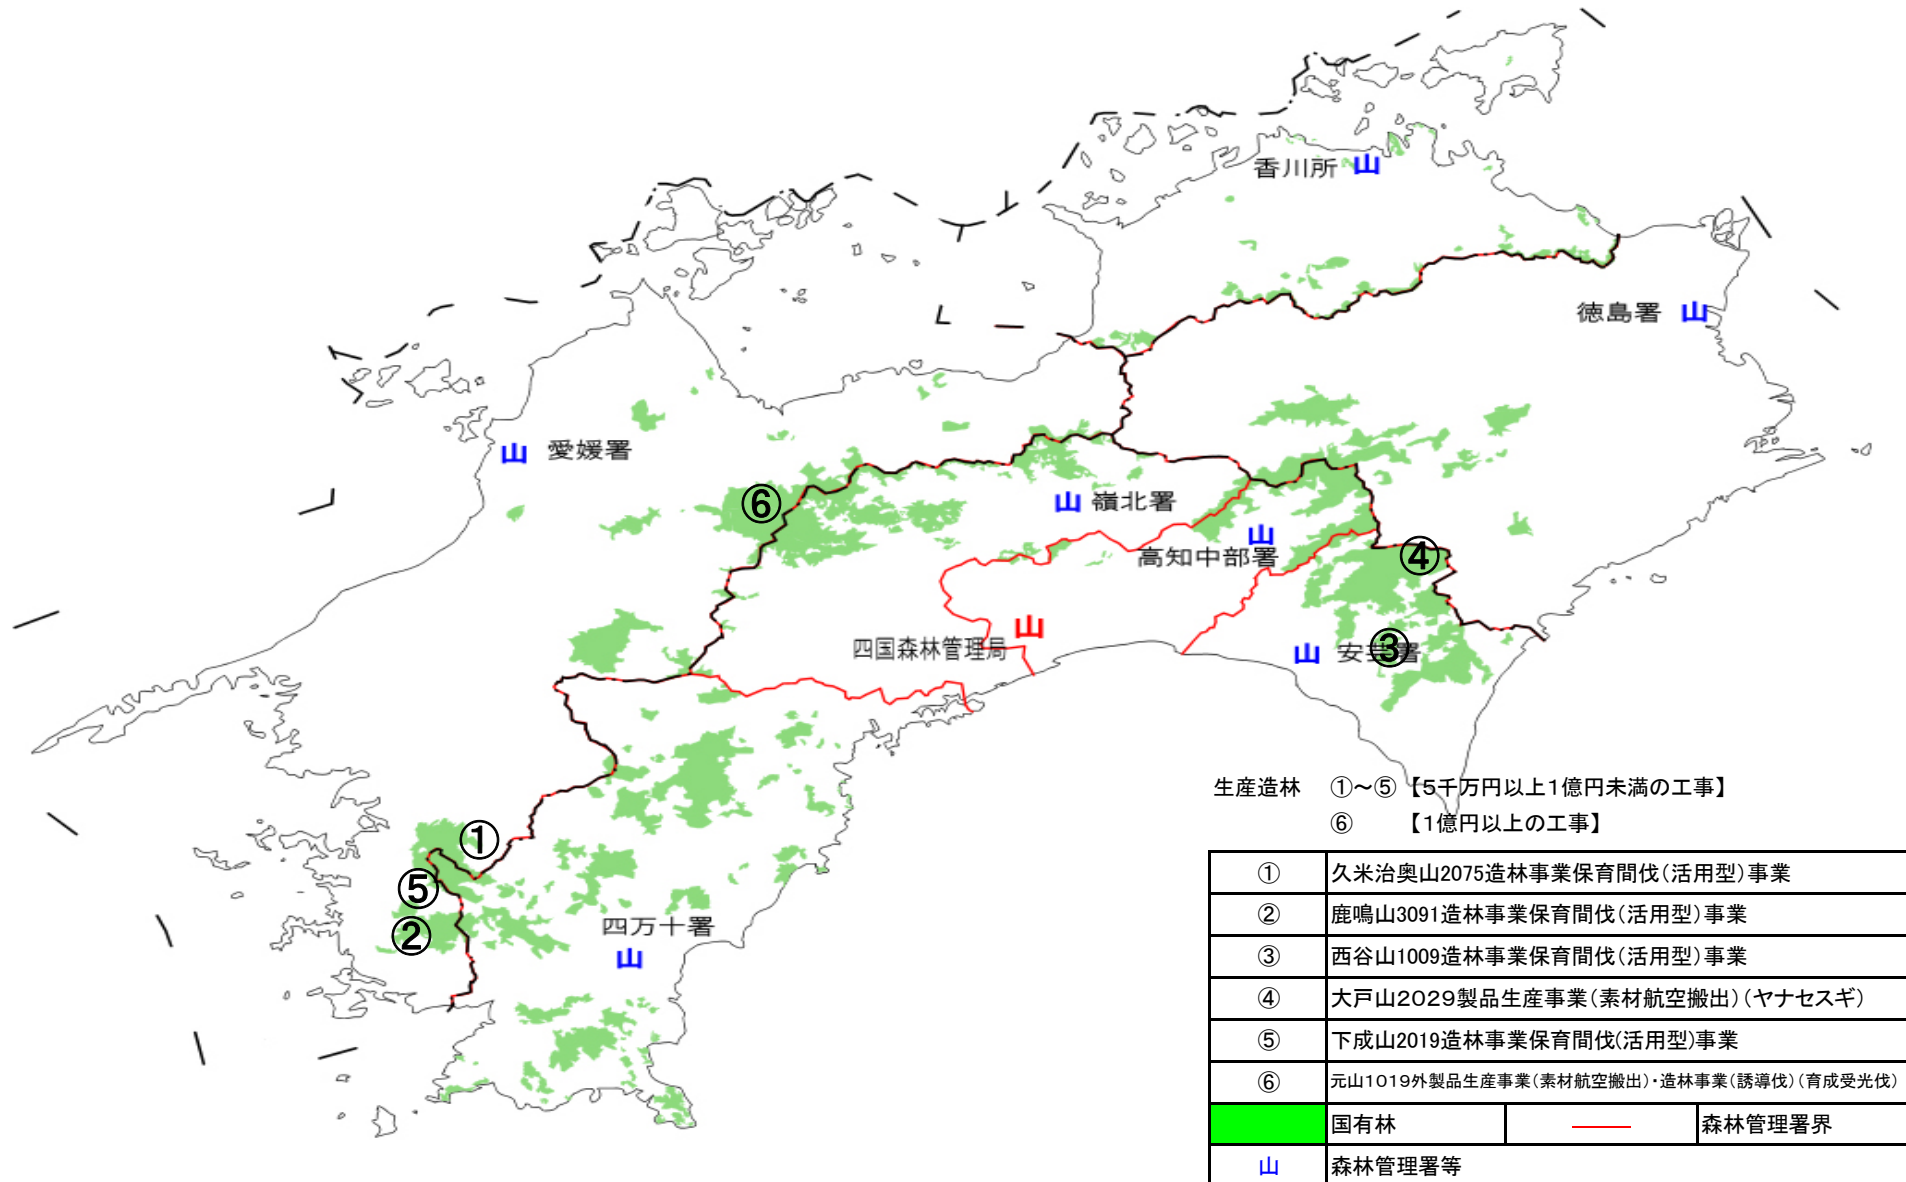 香川所 山
徳島署 山
山 愛媛署
⑥
山 嶺北署
山
高知中部署
④
山
四国森林管理局
山 安芸署
③
①
⑤
②
四万十署
山
生産造林 ①～⑤【5千万円以上1億円未満の工事】
⑥ 【1億円以上の工事】
① 久米治奥山2075造林事業保育間伐(活用型)事業
② 鹿鳴山3091造林事業保育間伐(活用型)事業
③ 西谷山1009造林事業保育間伐(活用型)事業
④ 大戸山2029製品生産事業(素材航空搬出)(ヤナセスギ)
⑤ 下成山2019造林事業保育間伐(活用型)事業
⑥ 元山1019外製品生産事業(素材航空搬出)・造林事業(誘導伐)(育成受光伐)
国有林 森林管理署界
山 森林管理署等